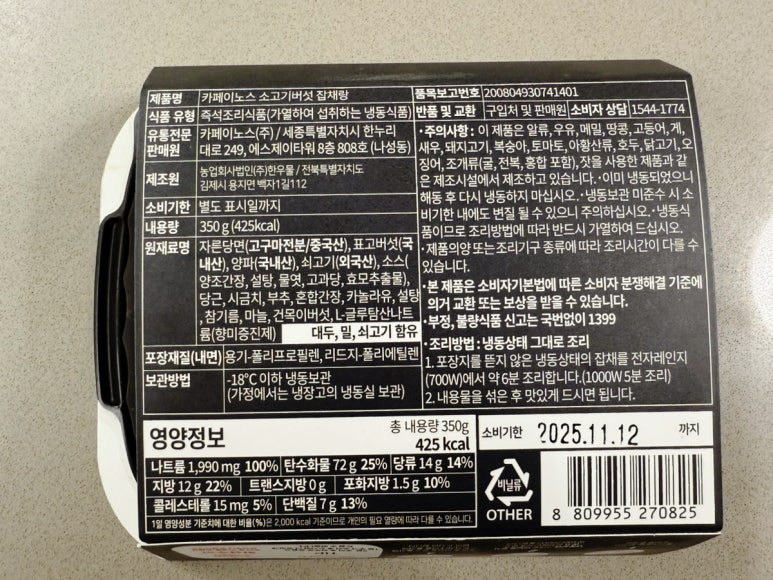 제품명 카페이노스 소고기버섯 잡채랑
식품 유형 즉석조리식품(가열하여 섭취하는 냉동식품)
유통전문판매원 카페이노스(주) / 세종특별자치시 한누리
대로 249, 에스제이타워 8층 808호 (나성동)
제조원 농업회사법인(주)한우물 / 전북특별자치도
김제시 용지면 백자1길112
소비기한 별도 표시일까지
내용량 350 g (425kcal)
원재료명 자른당면(고구마전분/중국산), 표고버섯(국
내산), 양파(국내산), 쇠고기(외국산), 소스(
양조간장, 설탕, 물엿, 고과당, 효모추출물),
당근, 시금치, 부추, 혼합간장, 카놀라유, 설탕
, 참기름, 마늘, 건목이버섯, L-글루탐산나트
륨(향미증진제) 대두, 밀, 쇠고기 함유
포장재질(내면) 용기-폴리프로필렌, 리드지-폴리에틸렌
보관방법 -18℃ 이하 냉동보관
(가정에서는 냉장고의 냉동실 보관)
품목보고번호 200804930741401
반품 및 교환 구입처 및 판매원 소비자 상담 1544-1774
•주의사항 : 이 제품은 알류, 우유, 메밀, 땅콩, 고등어, 게,
새우, 돼지고기, 복숭아, 토마토, 아황산류, 호두, 닭고기, 오
징어, 조개류(굴, 전복, 홍합 포함), 잣을 사용한 제품과 같
은 제조시설에서 제조하고 있습니다. •이미 냉동되었으니
해동 후 다시 냉동하지 마십시오. •냉동보관 미준수 시 소
비기한 내에도 변질 될 수 있으니 주의하십시오. •냉동식
품이므로 조리방법에 따라 반드시 가열하여 드십시오.
•제품의양 또는조리기구 종류에 따라 조리시간이 다를 수
있습니다.
•본 제품은 소비자기본법에 따른 소비자 분쟁해결 기준에
의거 교환 또는 보상을 받을 수 있습니다.
•부정, 불량식품 신고는 국번없이 1399
•조리방법 : 냉동상태 그대로 조리
1. 포장지를 뜯지 않은 냉동상태의 잡채를 전자레인지
(700W)에서 약 6분 조리합니다.(1000W 5분 조리)
2. 내용물을 섞은 후 맛있게 드시면 됩니다.
영양정보 총 내용량 350g
425 kcal
나트륨 1,990 mg 100% 탄수화물 72 g 25% 당류 14 g 14%
지방 12 g 22% 트랜스지방 0 g 포화지방 1.5 g 10%
콜레스테롤 15 mg 5% 단백질 7 g 13%
1일 영양성분 기준치에 대한 비율(%)은 2,000 kcal 기준이므로 개인의 필요 열량에 따라 다를 수 있습니다.
소비기한 2025.11.12 까지
비닐류
OTHER
8 809955 270825